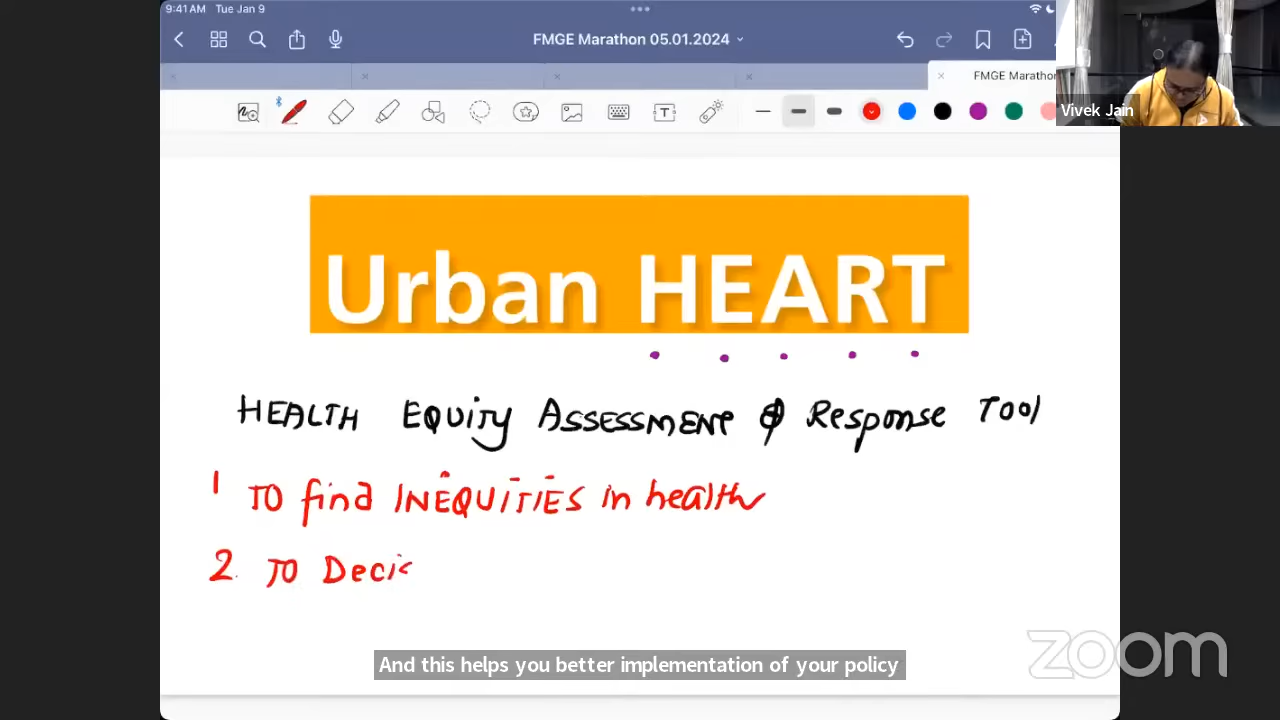 9:41 AM Tue Jan 9
FMGE Marathon 05.01.2024
FMGE Marathon
Vivek Jain
Urban HEART
HEALTH EQUITY ASSESSMENT & Response Tool
1 To find INEQUITIES in health
2. To Deci
And this helps you better implementation of your policy
zoom